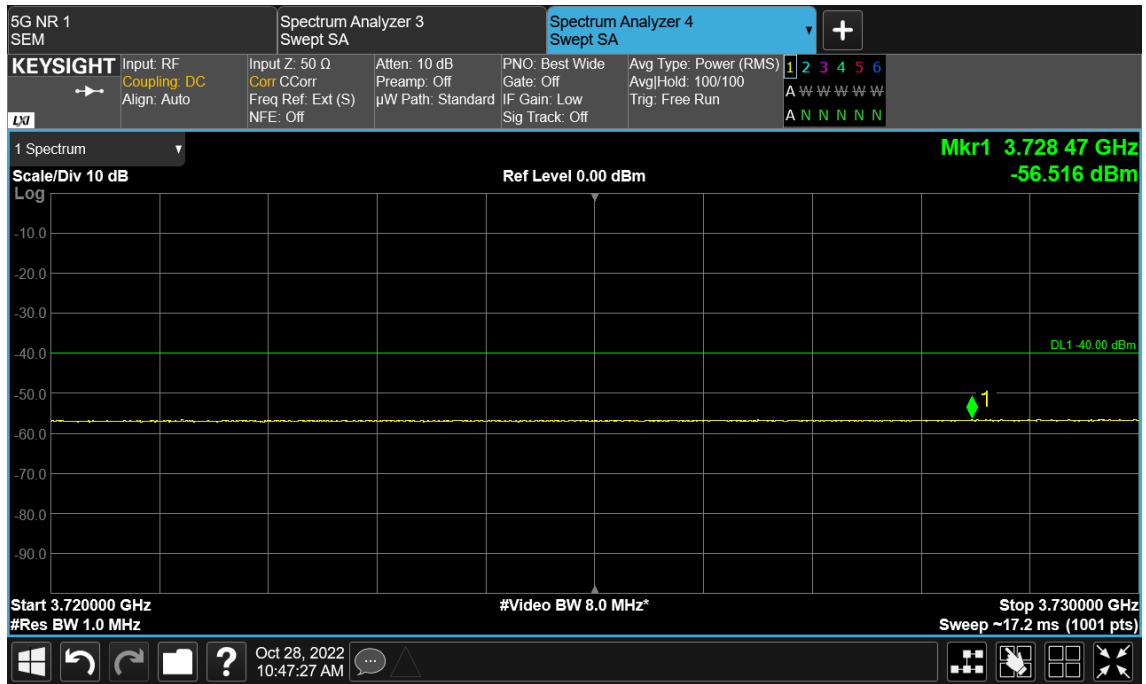 5G NR 1
SEM
Spectrum Analyzer 3
Swept SA
Spectrum Analyzer 4
Swept SA
KEYSIGHT
LXI
Input: RF
Coupling: DC
Align: Auto
Input Z: 50 Ω
Corr CCorr
Freq Ref: Ext (S)
NFE: Off
Atten: 10 dB
Preamp: Off
µW Path: Standard
PNO: Best Wide
Gate: Off
IF Gain: Low
Sig Track: Off
Avg Type: Power (RMS)
Avg|Hold: 100/100
Trig: Free Run
1 2 3 4 5 6
A W W W W W
A N N N N N
1 Spectrum
Mkr1 3.728 47 GHz
-56.516 dBm
Scale/Div 10 dB
Ref Level 0.00 dBm
Log
-10.0
-20.0
-30.0
-40.0
DL1 -40.00 dBm
-50.0
1
-60.0
-70.0
-80.0
-90.0
Start 3.720000 GHz
#Video BW 8.0 MHz*
Stop 3.730000 GHz
#Res BW 1.0 MHz
Sweep ~17.2 ms (1001 pts)
?
Oct 28, 2022
10:47:27 AM